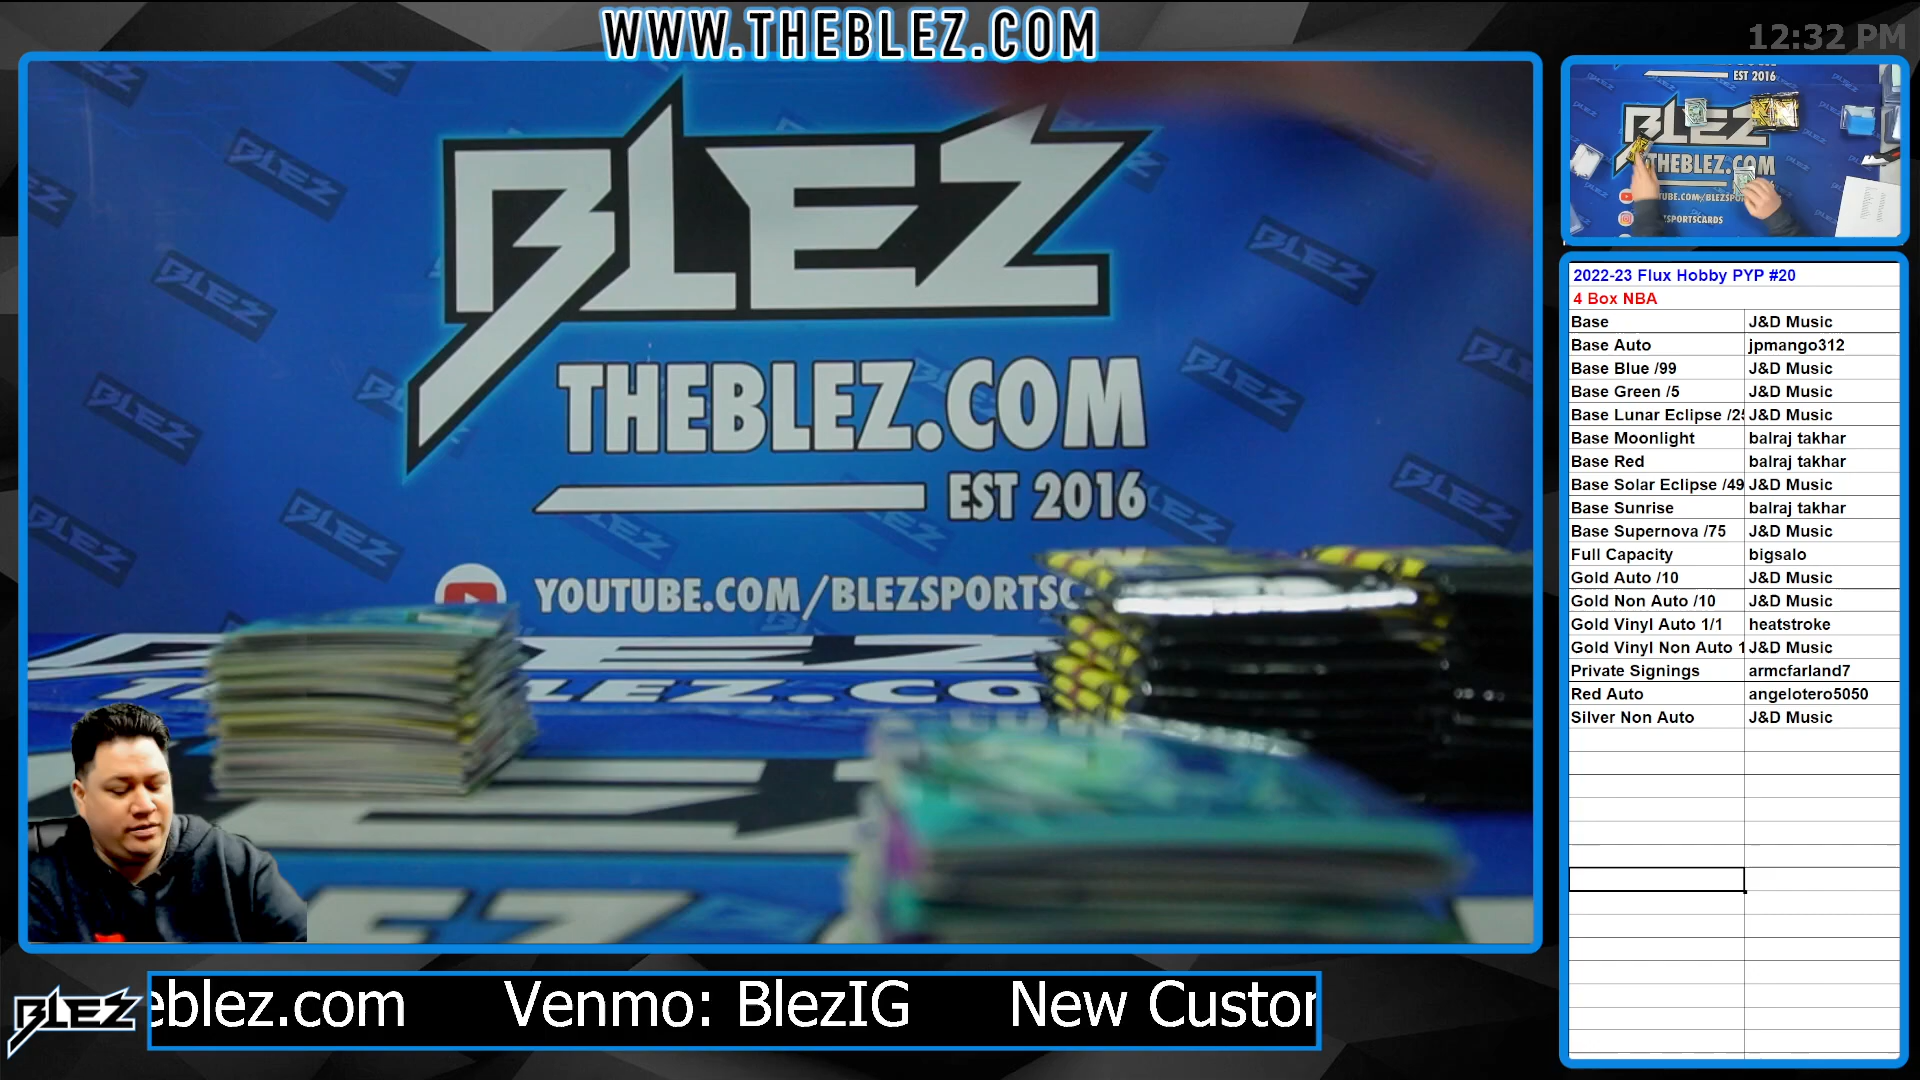 WWW.THEBLEZ.COM
12:32 PM
BLEZ
THEBLEZ.COM
EST 2016
YOUTUBE.COM/BLEZSPORTSC
EST 2016
BLEZ
THEBLEZ.COM
SPORTSCARDS
2022-23 Flux Hobby PYP #20
4 Box NBA
Base J&D Music
Base Auto jpmango312
Base Blue /99 J&D Music
Base Green /5 J&D Music
Base Lunar Eclipse /25 J&D Music
Base Moonlight balraj takhar
Base Red balraj takhar
Base Solar Eclipse /49 J&D Music
Base Sunrise balraj takhar
Base Supernova /75 J&D Music
Full Capacity bigsalo
Gold Auto /10 J&D Music
Gold Non Auto /10 J&D Music
Gold Vinyl Auto 1/1 heatstroke
Gold Vinyl Non Auto 1 J&D Music
Private Signings armcfarland7
Red Auto angelotero5050
Silver Non Auto J&D Music
BLEZ
eblez.com Venmo: BlezIG New Custor